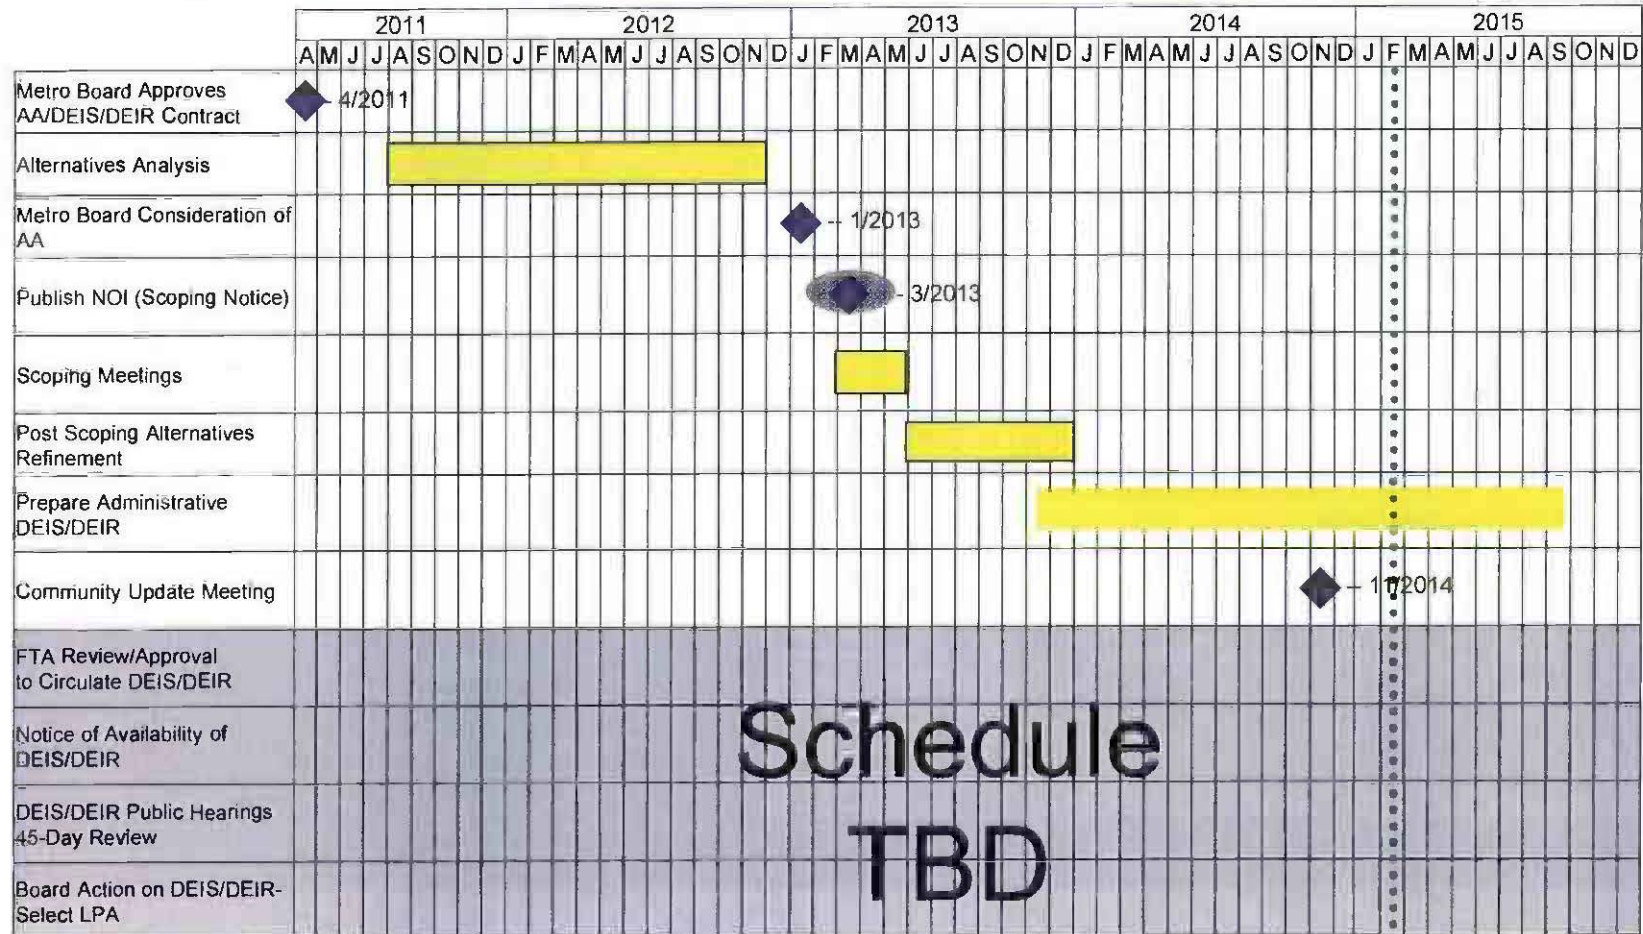 2011 2012 2013 2014 2015
A M J J A S O N D J F M A M J J A S O N D J F M A M J J A S O N D J F M A M J J A S O N D J F M A M J J A S O N D
Metro Board Approves
AA/DEIS/DEIR Contract
- 4/2011
Alternatives Analysis
Metro Board Consideration of
AA
-- 1/2013
Publish NOI (Scoping Notice)
- 3/2013
Scoping Meetings
Post Scoping Alternatives
Refinement
Prepare Administrative
DEIS/DEIR
Community Update Meeting
-- 11/2014
FTA Review/Approval
to Circulate DEIS/DEIR
Notice of Availability of
DEIS/DEIR
Schedule
DEIS/DEIR Public Hearings
45-Day Review
TBD
Board Action on DEIS/DEIR-
Select LPA